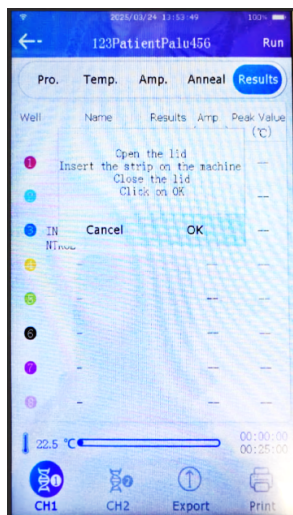 2025/03/24 13:53:49 100%
123PatientPalu456 Run
Pro. Temp. Amp. Anneal Results
Well Name Results Amp Peak Value
(℃)
Open the lid
Insert the strip on the machine
Close the lid
Click on OK
Cancel OK
1 —
2 —
3 IN —
4 — —
5 - — —
6 - — —
7 - — —
8 - — —
22.5 ℃ 00:00:00
00:25:00
CH1 CH2 Export Print